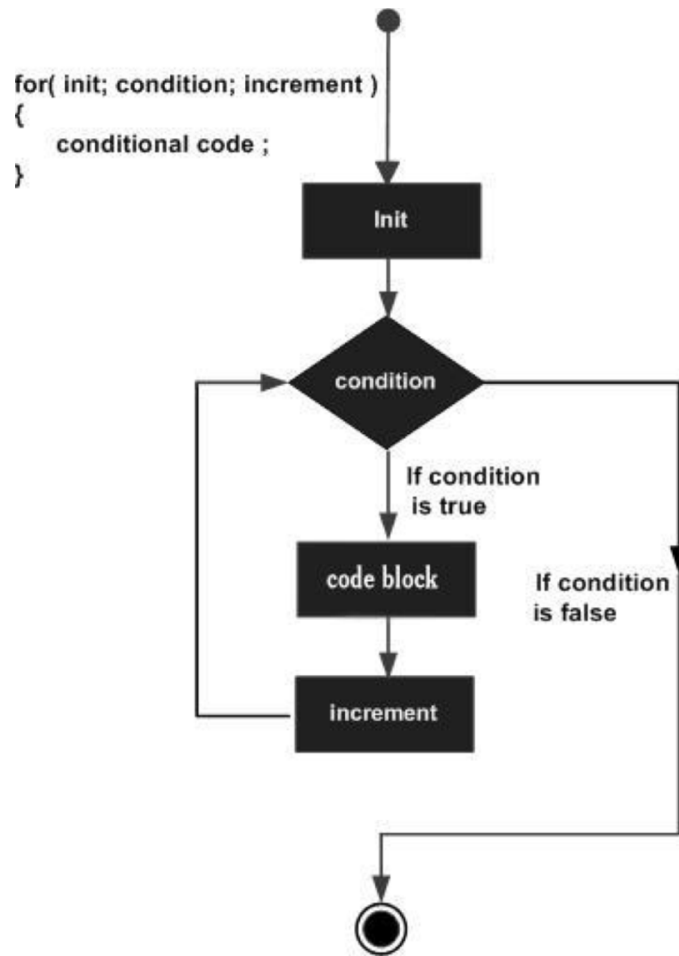 for( init; condition; increment )
{
conditional code ;
}
Init
condition
If condition
is true
code block
If condition
is false
increment